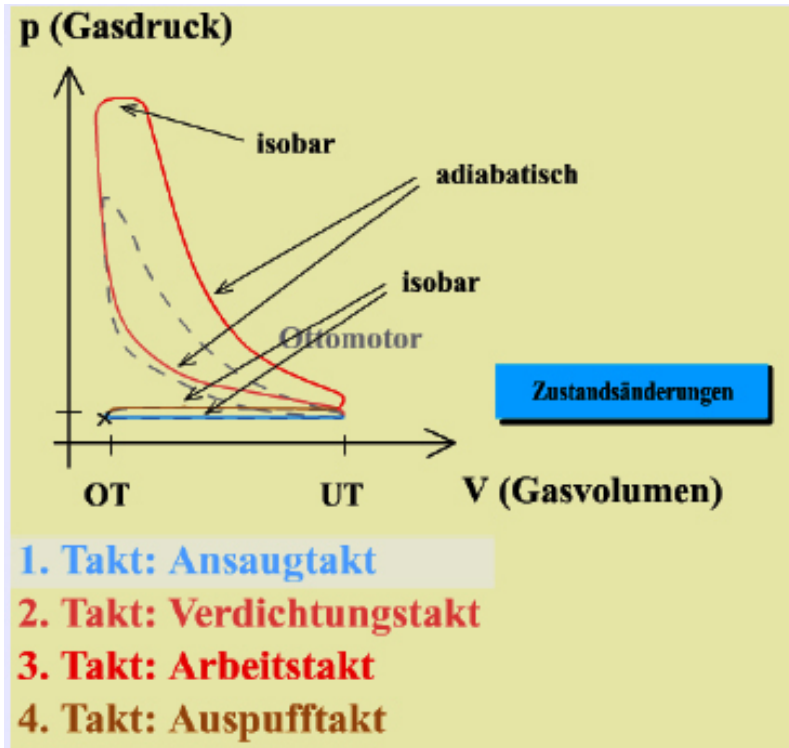 p (Gasdruck)
isobar
adiabatisch
isobar
Ottomotor
Zustandsänderungen
OT
UT
V (Gasvolumen)
1. Takt: Ansaugtakt
2. Takt: Verdichtungstakt
3. Takt: Arbeitstakt
4. Takt: Auspufftakt